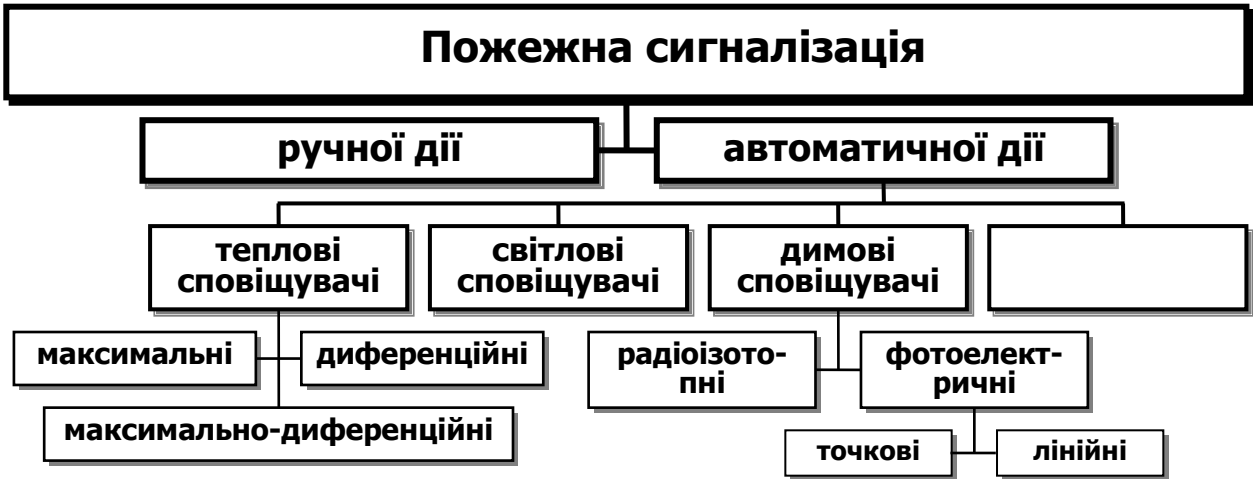 Пожежна сигналізація
ручної дії
автоматичної дії
теплові
сповіщувачі
світлові
сповіщувачі
димові
сповіщувачі
максимальні
диференційні
максимально-диференційні
радіоізото-
пні
фотоелект-
ричні
точкові
лінійні